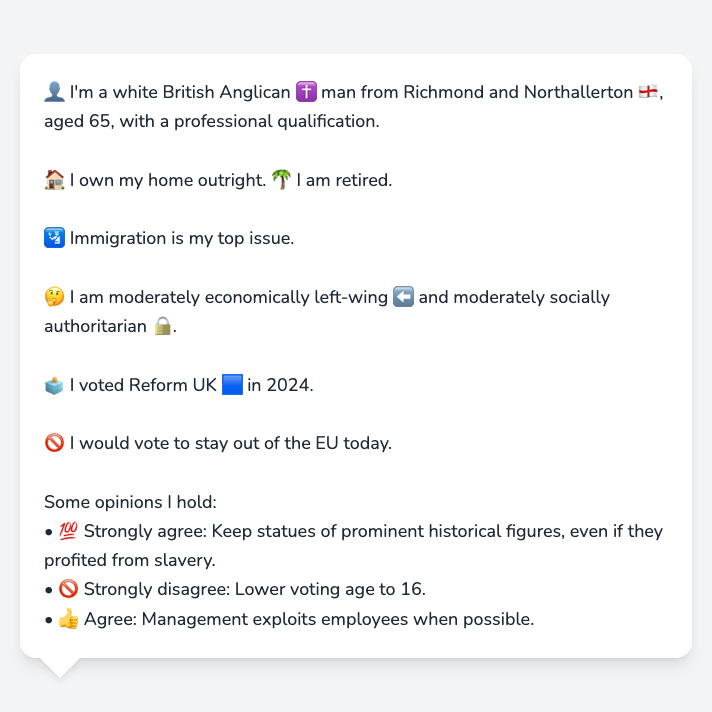 👤 I'm a white British Anglican ✝️ man from Richmond and Northallerton 🏴󠁧󠁢󠁥󠁮󠁧󠁿,
aged 65, with a professional qualification.
🏠 I own my home outright. 🌴 I am retired.
🛂 Immigration is my top issue.
🤔 I am moderately economically left-wing ⬅️ and moderately socially
authoritarian 🔒.
🗳️ I voted Reform UK 🟦 in 2024.
🚫 I would vote to stay out of the EU today.
Some opinions I hold:
• 💯 Strongly agree: Keep statues of prominent historical figures, even if they
profited from slavery.
• 🚫 Strongly disagree: Lower voting age to 16.
• 👍 Agree: Management exploits employees when possible.